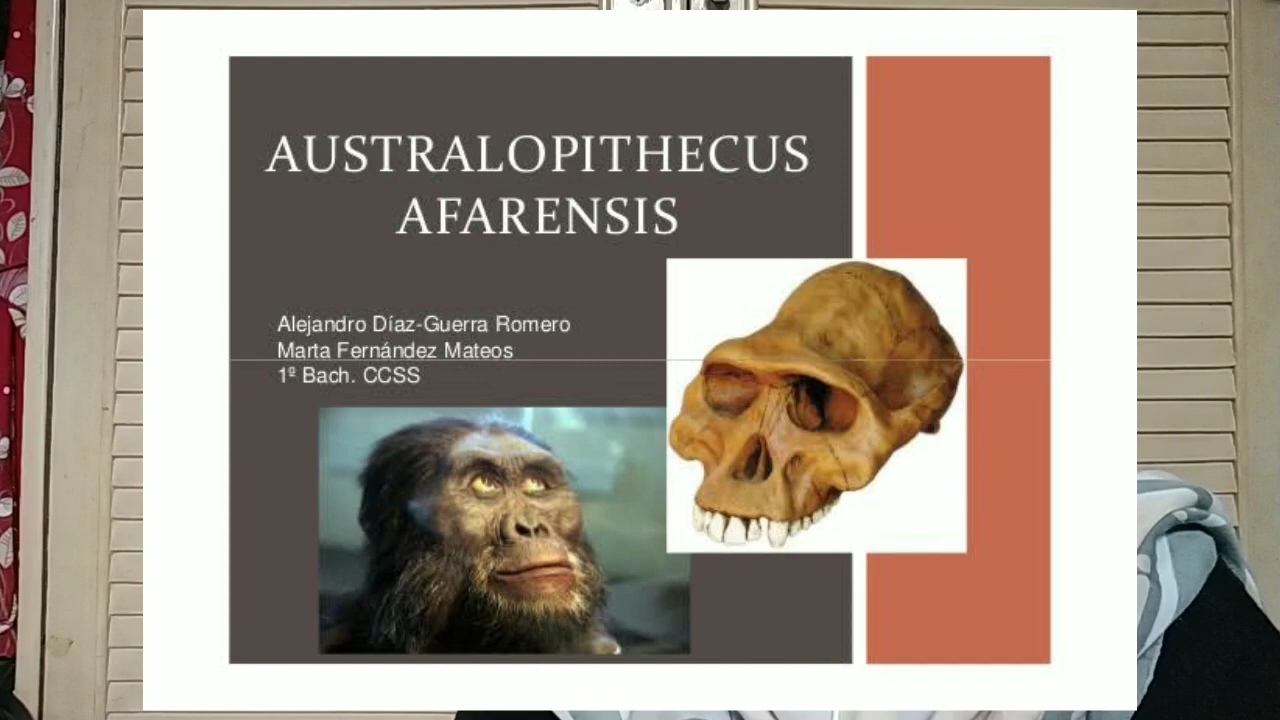 AUSTRALOPITHECUS
AFARENSIS
Alejandro Díaz-Guerra Romero
Marta Fernández Mateos
1º Bach. CCSS